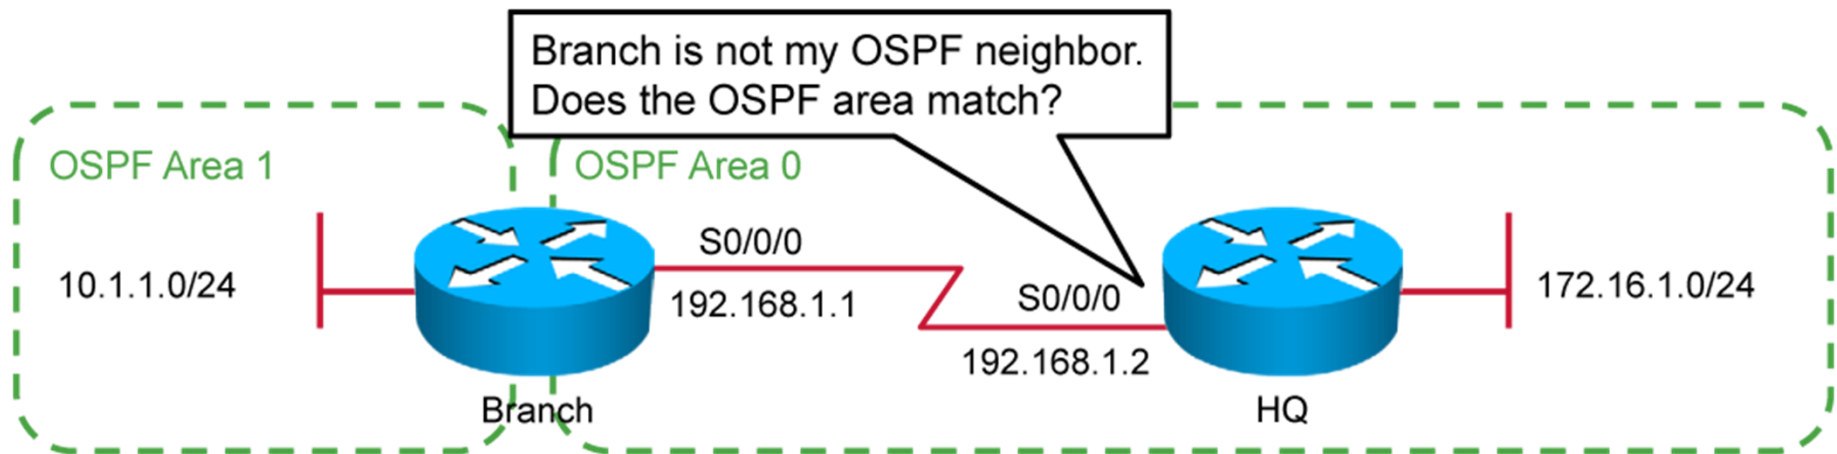 Branch is not my OSPF neighbor.
Does the OSPF area match?
OSPF Area 1
OSPF Area 0
S0/0/0
10.1.1.0/24
192.168.1.1
S0/0/0
172.16.1.0/24
192.168.1.2
Branch
HQ